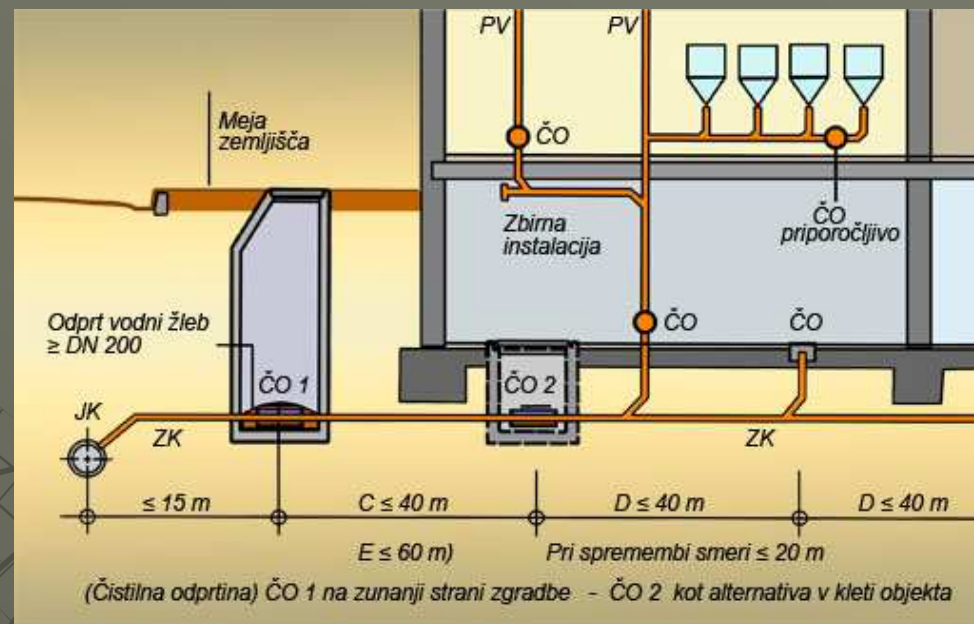 PV
PV
Meja
zemljišča
ČO
Zbirna
instalacija
ČO
priporočljivo
Odprt vodni žleb
≥ DN 200
ČO
ČO
ČO 1
ČO 2
JK
ZK
ZK
≤ 15 m
C ≤ 40 m
D ≤ 40 m
D ≤ 40 m
E ≤ 60 m)
Pri spremembi smeri ≤ 20 m
(Čistilna odprtina) ČO 1 na zunanji strani zgradbe - ČO 2 kot alternativa v kleti objekta